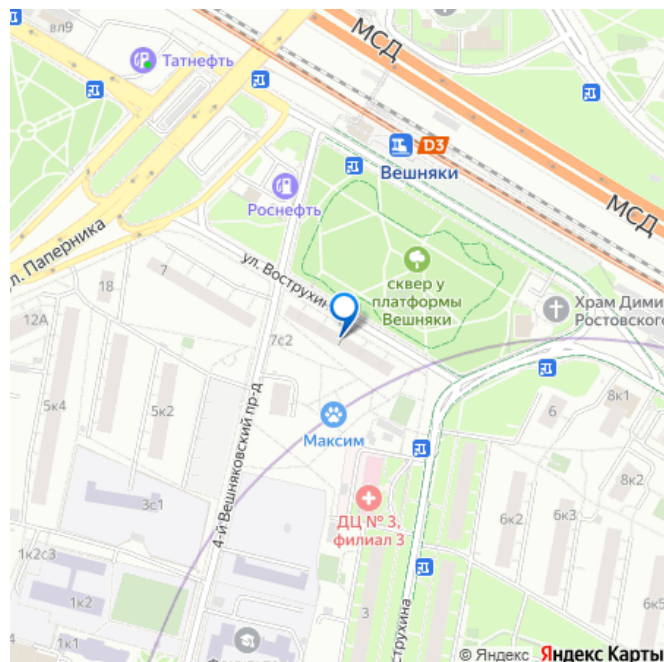 вл9
Татнефть
МСД
D3
Вешняки
МСД
Роснефть
ул. Паперника
7
ул. Вострухина
сквер у
платформы
Вешняки
18
Храм Дими
Ростовского
12А
7с2
5к4
5к2
Максим
6
8к1
4-й Вешняковский пр-д
8к2
3с1
ДЦ № 3,
филиал 3
6к2
6к3
1к2с3
1к2
3
Вострухина
6к5
1к1
© Яндекс Яндекс Карты